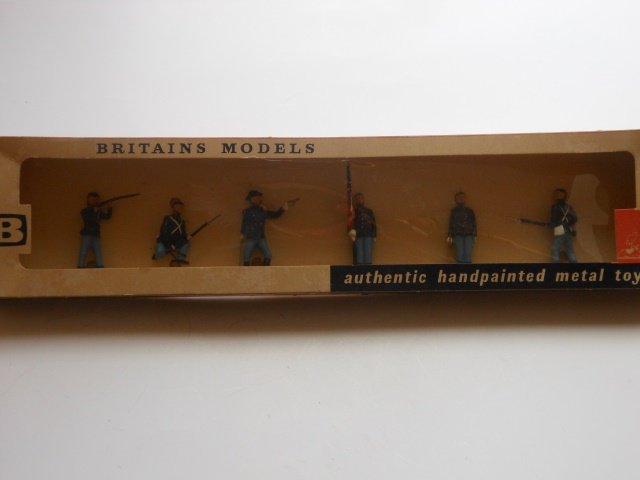 BRITAINS MODELS
B
authentic handpainted metal toy